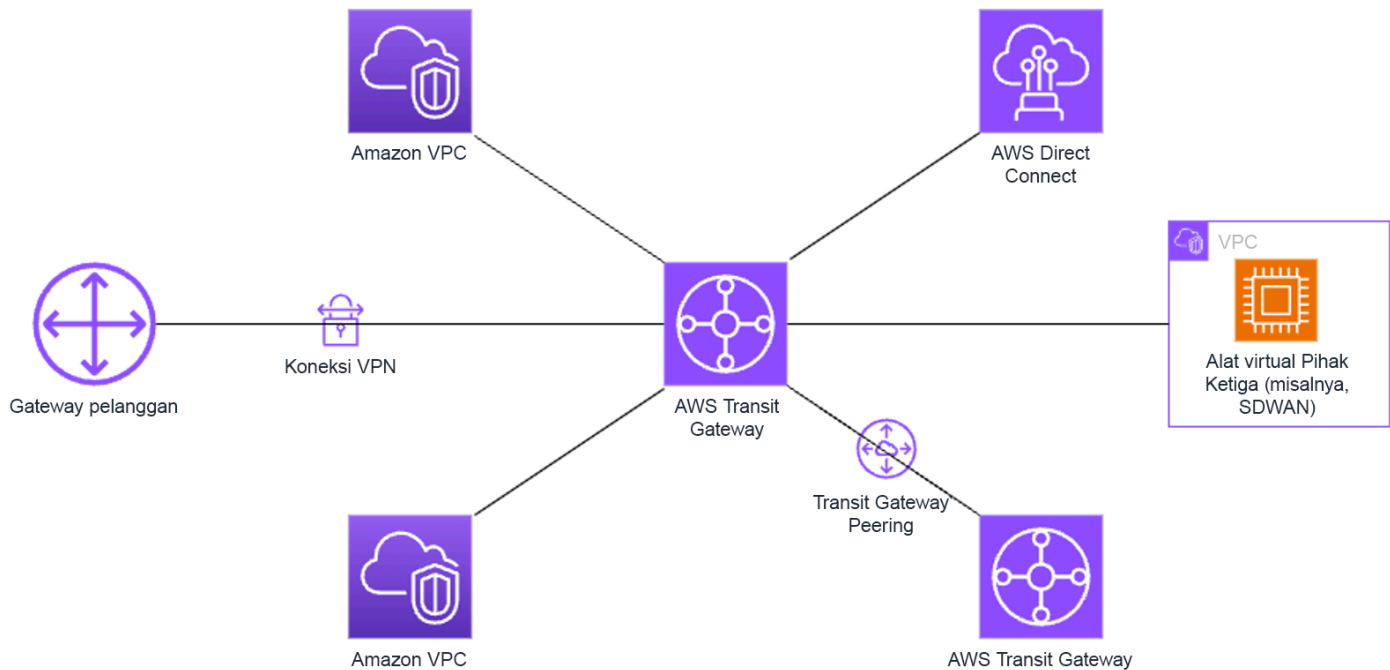 Amazon VPC
AWS Direct
Connect
VPC
Alat virtual Pihak
Ketiga (misalnya,
SDWAN)
Koneksi VPN
Gateway pelanggan
AWS Transit
Gateway
Transit Gateway
Peering
Amazon VPC
AWS Transit Gateway